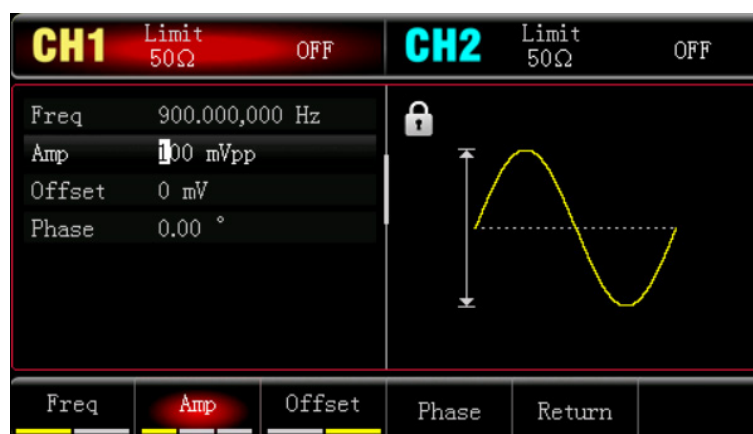 CH1 Limit 50Ω OFF
CH2 Limit 50Ω OFF
Freq 900.000,000 Hz
Amp 100 mVpp
Offset 0 mV
Phase 0.00 °
Freq Amp Offset Phase Return